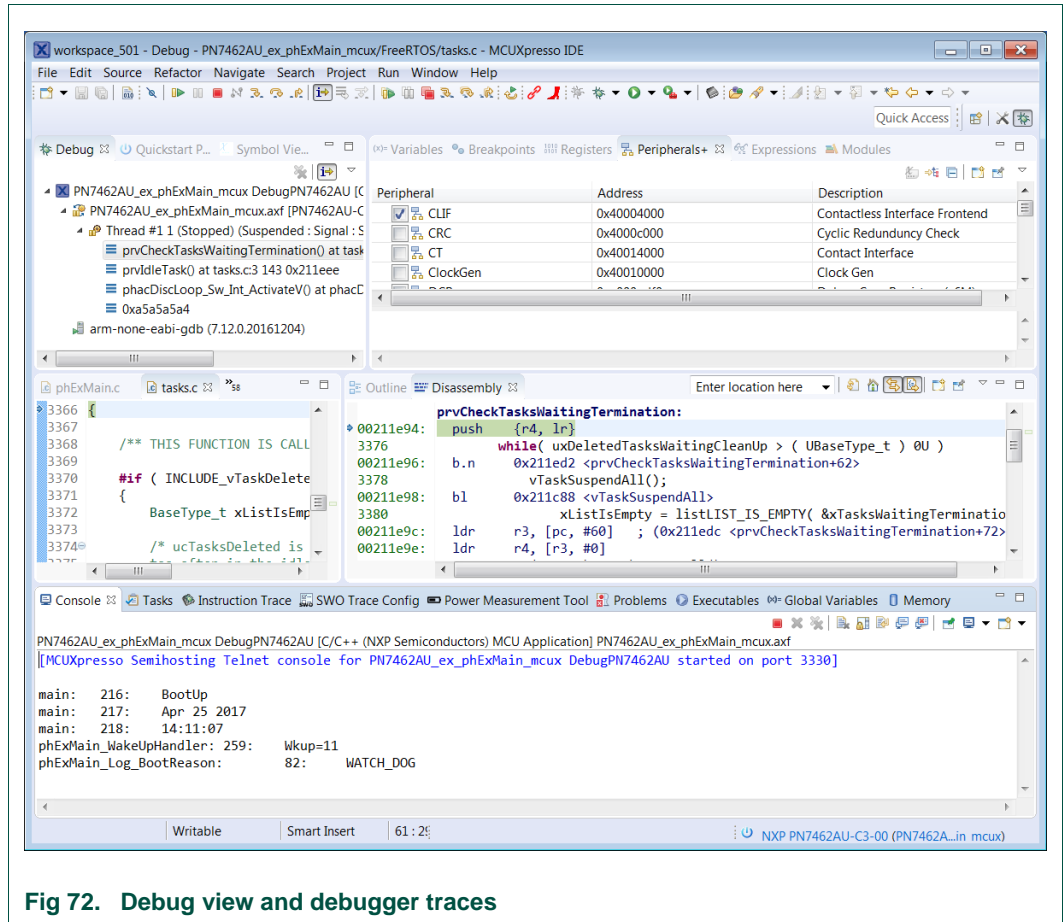 workspace_501 - Debug - PN7462AU_ex_phExMain_mcux/FreeRTOS/tasks.c - MCUXpresso IDE
File Edit Source Refactor Navigate Search Project Run Window Help
Quick Access
Debug Quickstart P... Symbol Vie...
(x)= Variables Breakpoints Registers Peripherals+ Expressions Modules
PN7462AU_ex_phExMain_mcux DebugPN7462AU [C
PN7462AU_ex_phExMain_mcux.axf [PN7462AU-C
Thread #1 1 (Stopped) (Suspended : Signal : S
prvCheckTasksWaitingTermination() at task
prvIdleTask() at tasks.c:3 143 0x211eee
phacDiscLoop_Sw_Int_ActivateV() at phacD
0xa5a5a5a4
arm-none-eabi-gdb (7.12.0.20161204)
Peripheral Address Description
CLIF 0x40004000 Contactless Interface Frontend
CRC 0x4000c000 Cyclic Redundancy Check
CT 0x40014000 Contact Interface
ClockGen 0x40010000 Clock Gen
phExMain.c tasks.c »58
3366 {
3367
3368 /** THIS FUNCTION IS CALL
3369
3370 #if ( INCLUDE_vTaskDelete
3371 {
3372 BaseType_t xListIsEmp
3373
3374 /* ucTasksDeleted is
Outline Disassembly Enter location here
prvCheckTasksWaitingTermination:
00211e94: push {r4, lr}
3376 while( uxDeletedTasksWaitingCleanUp > ( UBaseType_t ) 0U )
00211e96: b.n 0x211ed2 <prvCheckTasksWaitingTermination+62>
3378 vTaskSuspendAll();
00211e98: bl 0x211c88 <vTaskSuspendAll>
3380 xListIsEmpty = listLIST_IS_EMPTY( &xTasksWaitingTerminatio
00211e9c: ldr r3, [pc, #60] ; (0x211edc <prvCheckTasksWaitingTermination+72>
00211e9e: ldr r4, [r3, #0]
Console Tasks Instruction Trace SWO Trace Config Power Measurement Tool Problems Executables (x)= Global Variables Memory
PN7462AU_ex_phExMain_mcux DebugPN7462AU [C/C++ (NXP Semiconductors) MCU Application] PN7462AU_ex_phExMain_mcux.axf
[MCUXpresso Semihosting Telnet console for PN7462AU_ex_phExMain_mcux DebugPN7462AU started on port 3330]
main: 216: BootUp
main: 217: Apr 25 2017
main: 218: 14:11:07
phExMain_WakeUpHandler: 259: Wkup=11
phExMain_Log_BootReason: 82: WATCH_DOG
Writable Smart Insert 61 : 29
NXP PN7462AU-C3-00 (PN7462A...in mcux)
Fig 72. Debug view and debugger traces